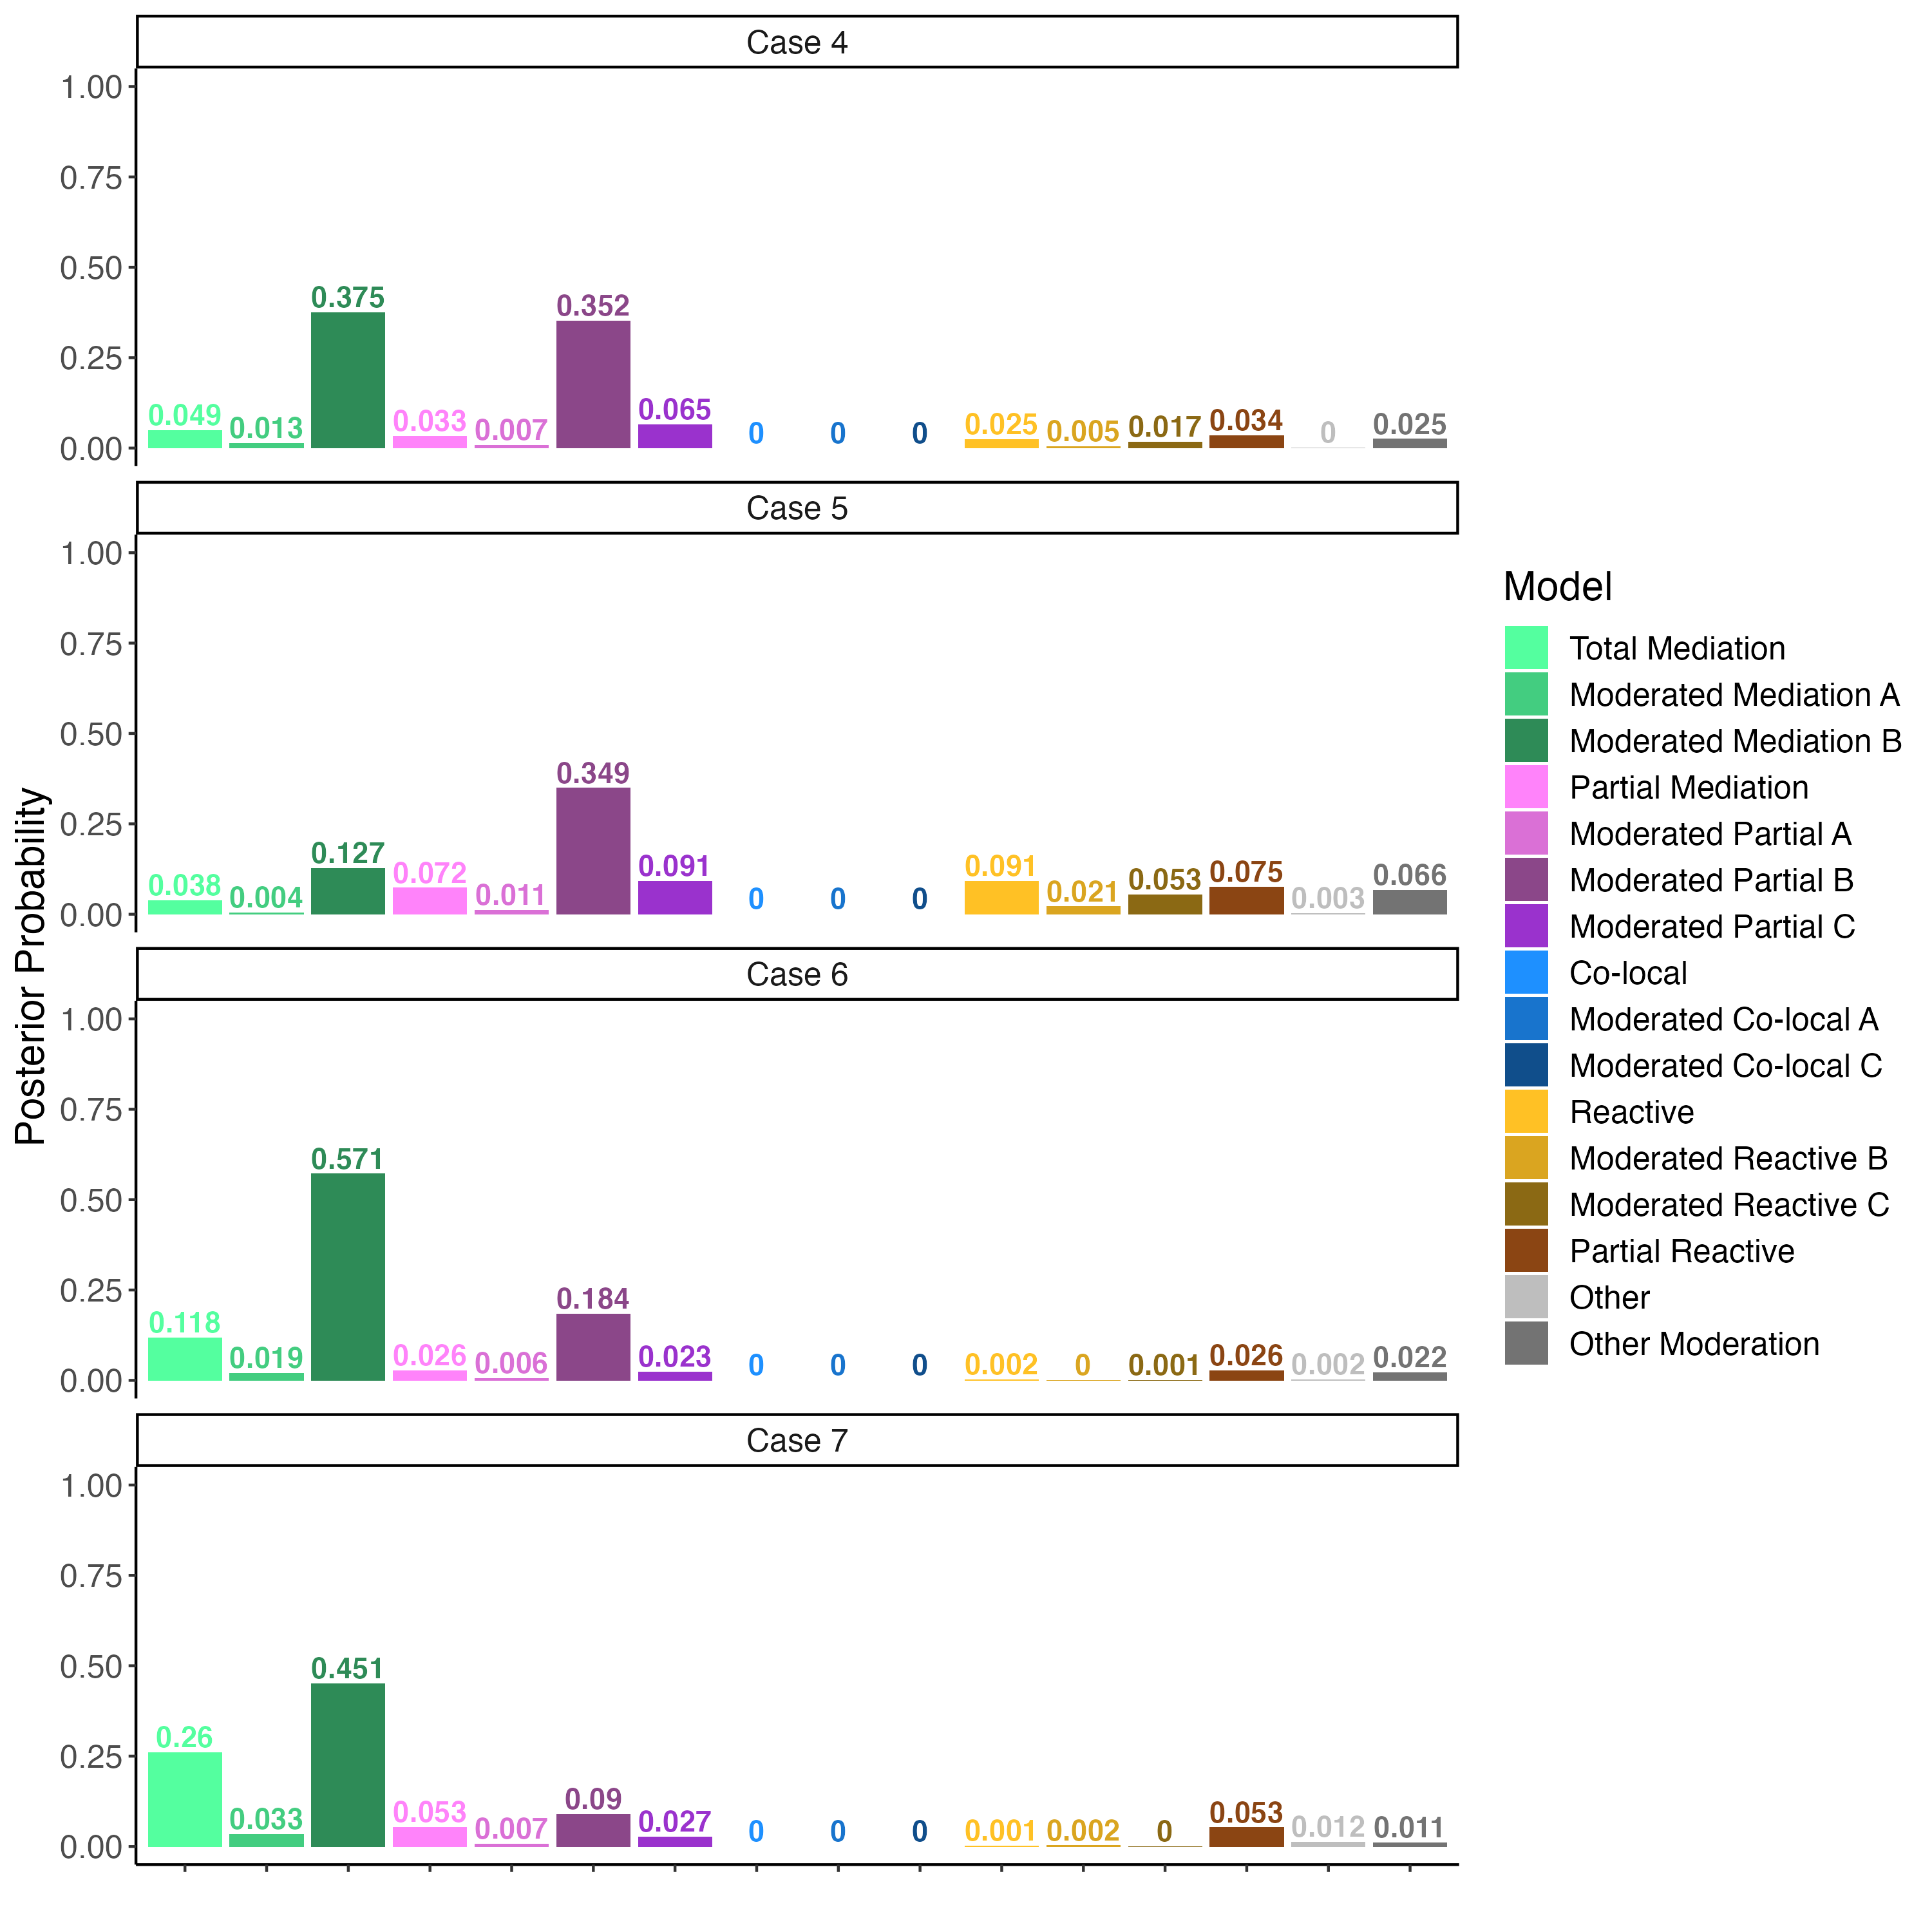 Case 4
1.00
0.75
0.50
0.25
0.00
0.049 0.013 0.375 0.033 0.007 0.352 0.065 0 0 0 0.025 0.005 0.017 0.034 0 0.025
Case 5
1.00
0.75
0.50
0.25
0.00
0.038 0.004 0.127 0.072 0.011 0.349 0.091 0 0 0 0.091 0.021 0.053 0.075 0.003 0.066
Case 6
1.00
0.75
0.50
0.25
0.00
0.118 0.019 0.571 0.026 0.006 0.184 0.023 0 0 0 0.002 0 0.001 0.026 0.002 0.022
Case 7
1.00
0.75
0.50
0.25
0.00
0.26 0.033 0.451 0.053 0.007 0.09 0.027 0 0 0 0.001 0.002 0 0.053 0.012 0.011
Posterior Probability
Model
Total Mediation
Moderated Mediation A
Moderated Mediation B
Partial Mediation
Moderated Partial A
Moderated Partial B
Moderated Partial C
Co-local
Moderated Co-local A
Moderated Co-local C
Reactive
Moderated Reactive B
Moderated Reactive C
Partial Reactive
Other
Other Moderation